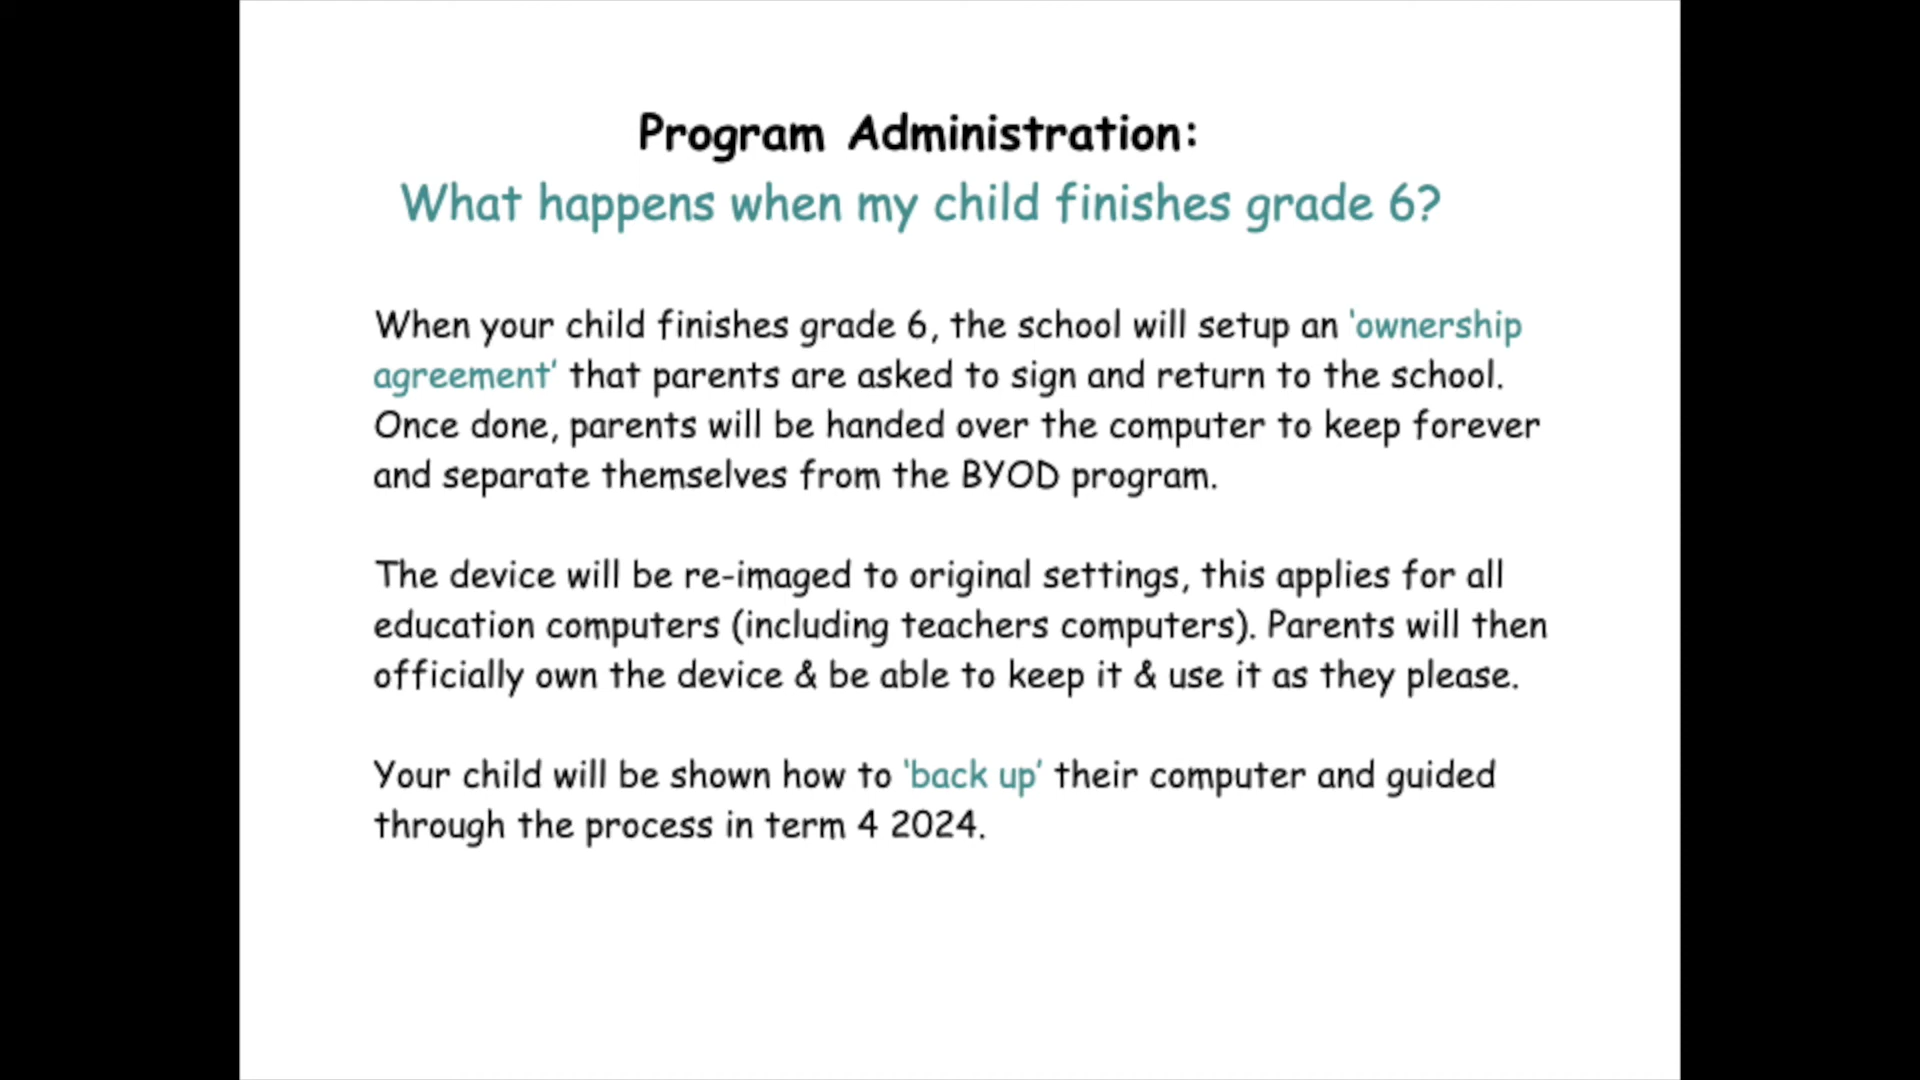 Program Administration:
What happens when my child finishes grade 6?
When your child finishes grade 6, the school will setup an 'ownership
agreement' that parents are asked to sign and return to the school.
Once done, parents will be handed over the computer to keep forever
and separate themselves from the BYOD program.
The device will be re-imaged to original settings, this applies for all
education computers (including teachers computers). Parents will then
officially own the device & be able to keep it & use it as they please.
Your child will be shown how to 'back up' their computer and guided
through the process in term 4 2024.